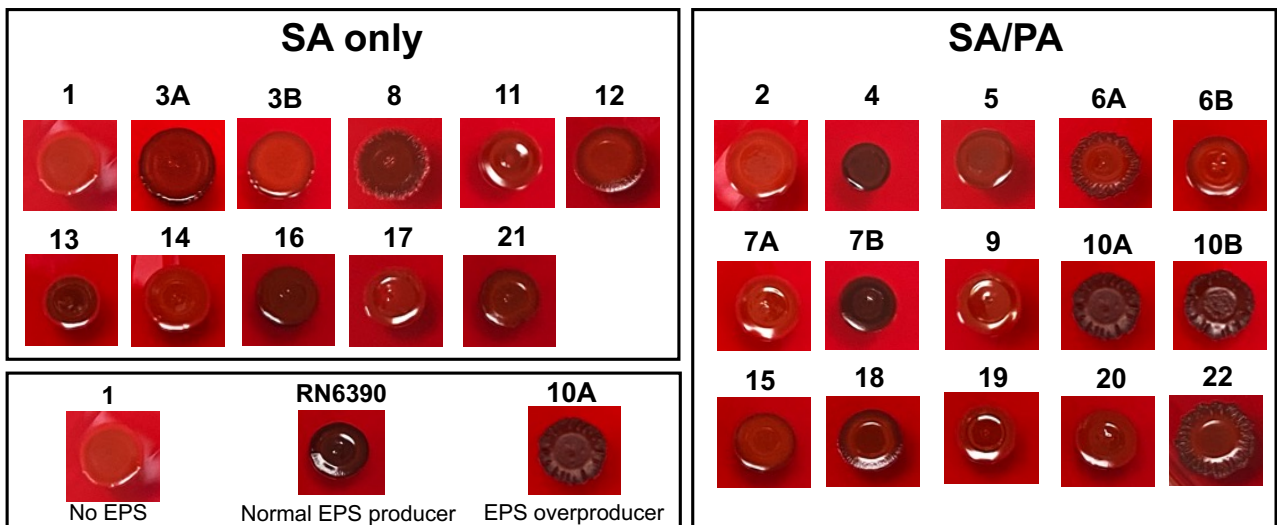 SA only
1 3A 3B 8 11 12
13 14 16 17 21
1 RN6390 10A
No EPS Normal EPS producer EPS overproducer
SA/PA
2 4 5 6A 6B
7A 7B 9 10A 10B
15 18 19 20 22